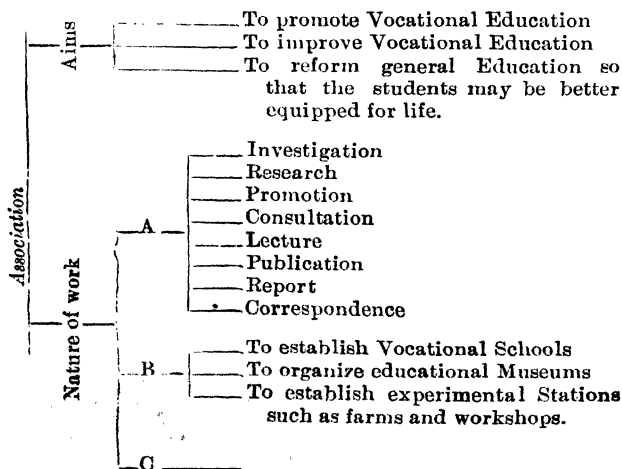 To promote Vocational Education
To improve Vocational Education
To reform general Education so
that the students may be better
equipped for life.
Aims
Association
Investigation
Research
Promotion
A
Consultation
Lecture
Publication
Report
Correspondence
Nature of work
To establish Vocational Schools
B
To organize educational Museums
To establish experimental Stations
such as farms and workshops.
C